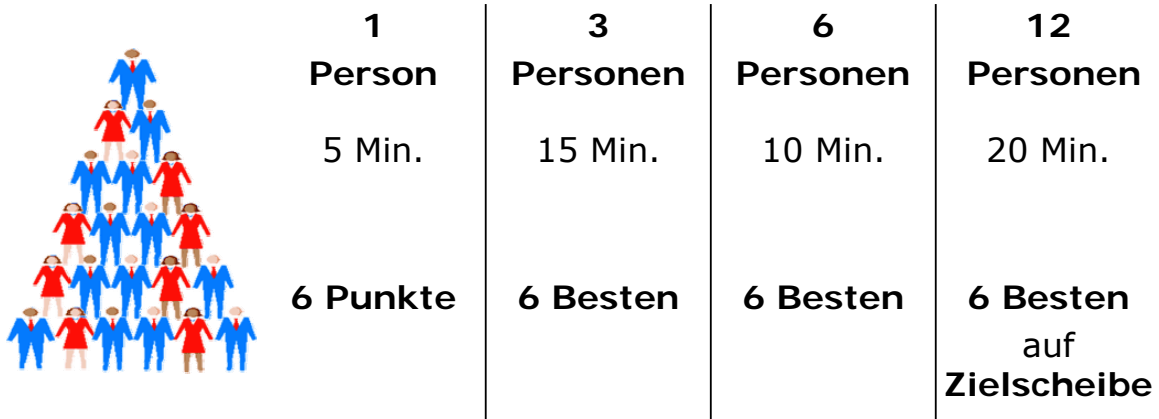 1
Person
5 Min.
6 Punkte
3
Personen
15 Min.
6 Besten
6
Personen
10 Min.
6 Besten
12
Personen
20 Min.
6 Besten
auf
Zielscheibe